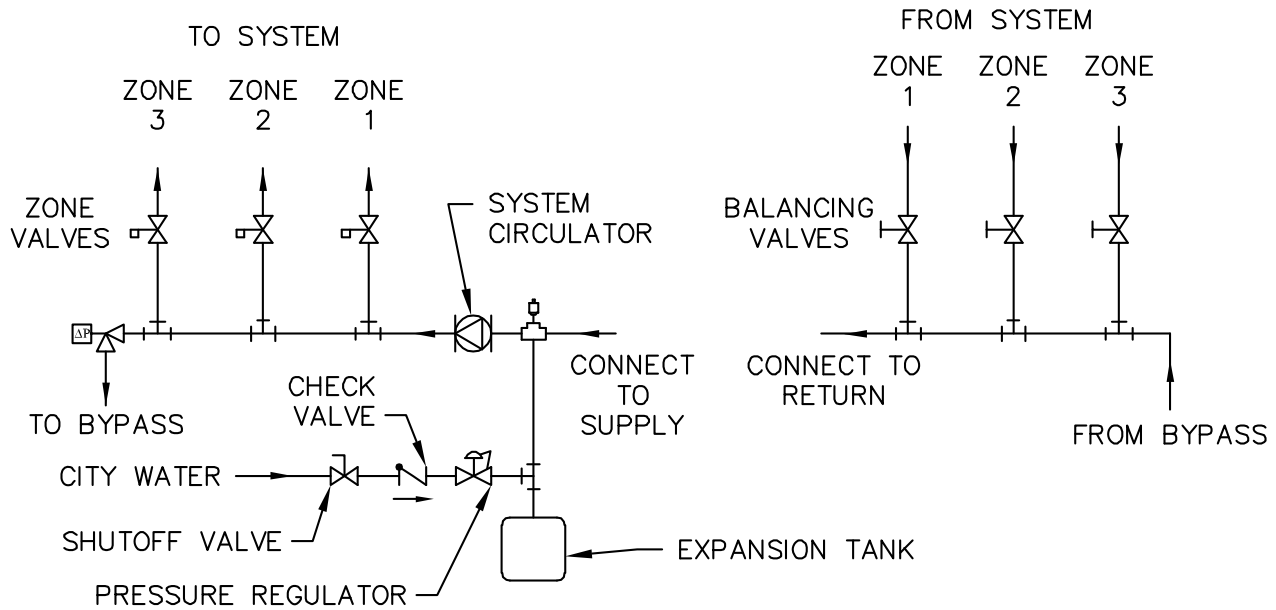 TO SYSTEM
ZONE
3
ZONE
2
ZONE
1
ZONE
VALVES
SYSTEM
CIRCULATOR
ΔP
TO BYPASS
CONNECT
TO
SUPPLY
CHECK
VALVE
CITY WATER
SHUTOFF VALVE
PRESSURE REGULATOR
EXPANSION TANK
FROM SYSTEM
ZONE
1
ZONE
2
ZONE
3
BALANCING
VALVES
CONNECT TO
RETURN
FROM BYPASS